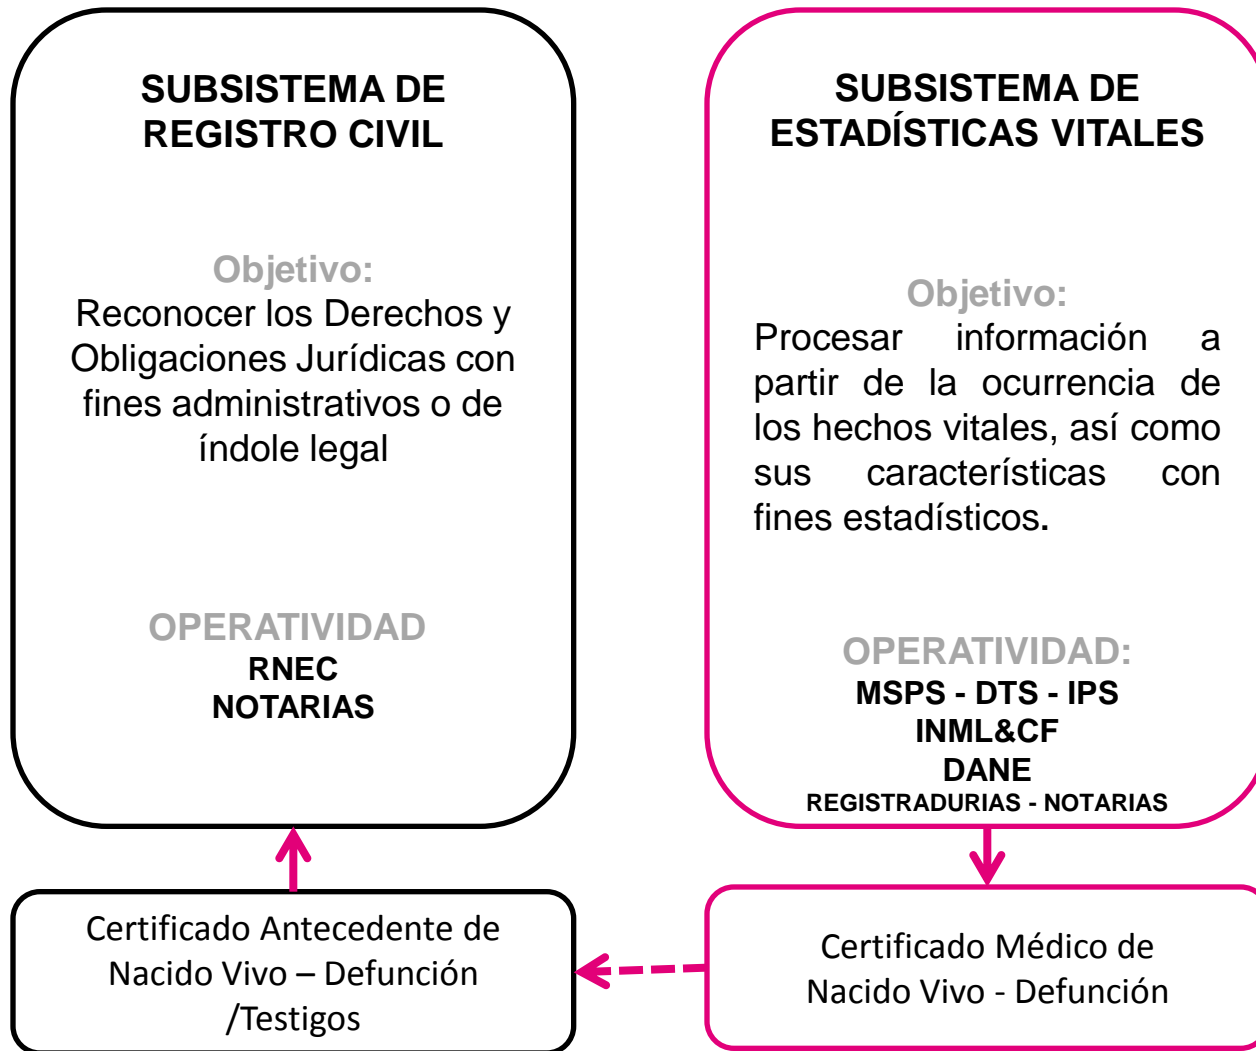 SUBSISTEMA DE
REGISTRO CIVIL
Objetivo:
Reconocer los Derechos y
Obligaciones Jurídicas con
fines administrativos o de
índole legal
OPERATIVIDAD
RNEC
NOTARIAS
SUBSISTEMA DE
ESTADÍSTICAS VITALES
Objetivo:
Procesar información a
partir de la ocurrencia de
los hechos vitales, así como
sus características con
fines estadísticos.
OPERATIVIDAD:
MSPS - DTS - IPS
INML&CF
DANE
REGISTRADURIAS - NOTARIAS
Certificado Antecedente de
Nacido Vivo – Defunción
/Testigos
Certificado Médico de
Nacido Vivo - Defunción